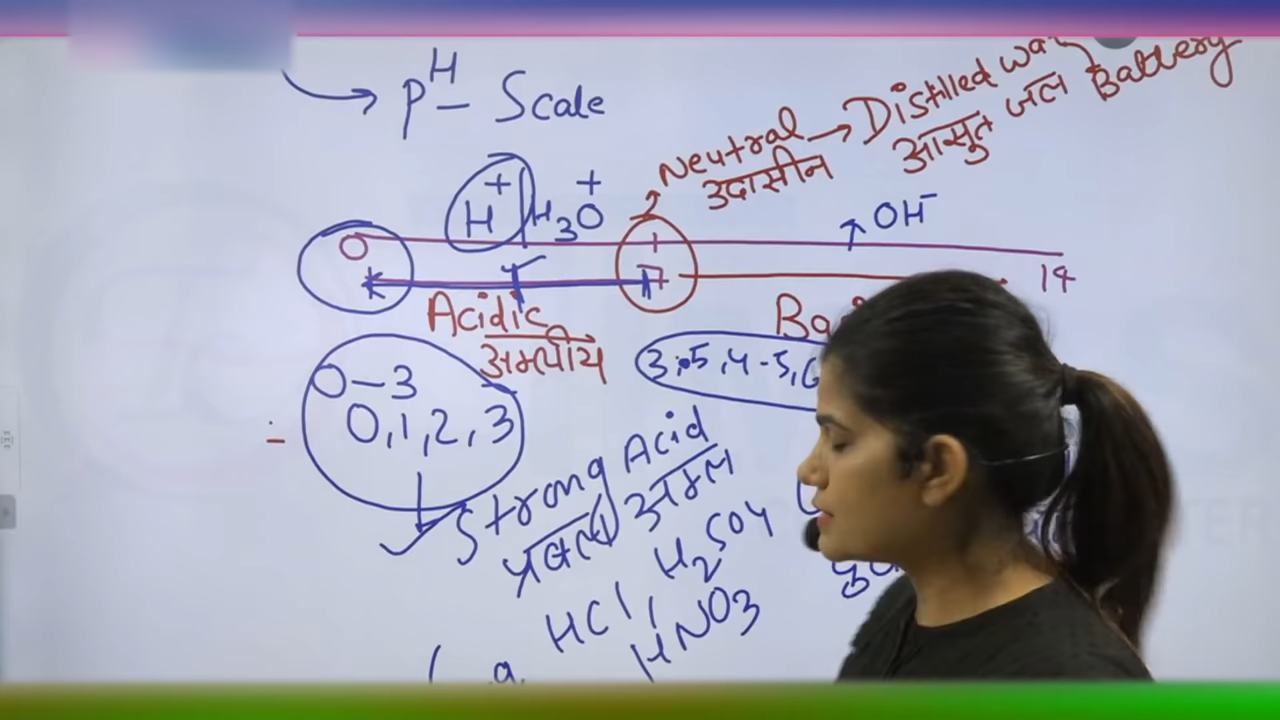 → pH - Scale
Neutral → Distilled
उदासीन आसुत जल Battery
H+ H3O+
OH-
0 7 14
Acidic
अम्लीय
0-3
0,1,2,3
3.5,4-5,6
Strong Acid
प्रबल अम्ल
HCl, H2SO4
HNO3